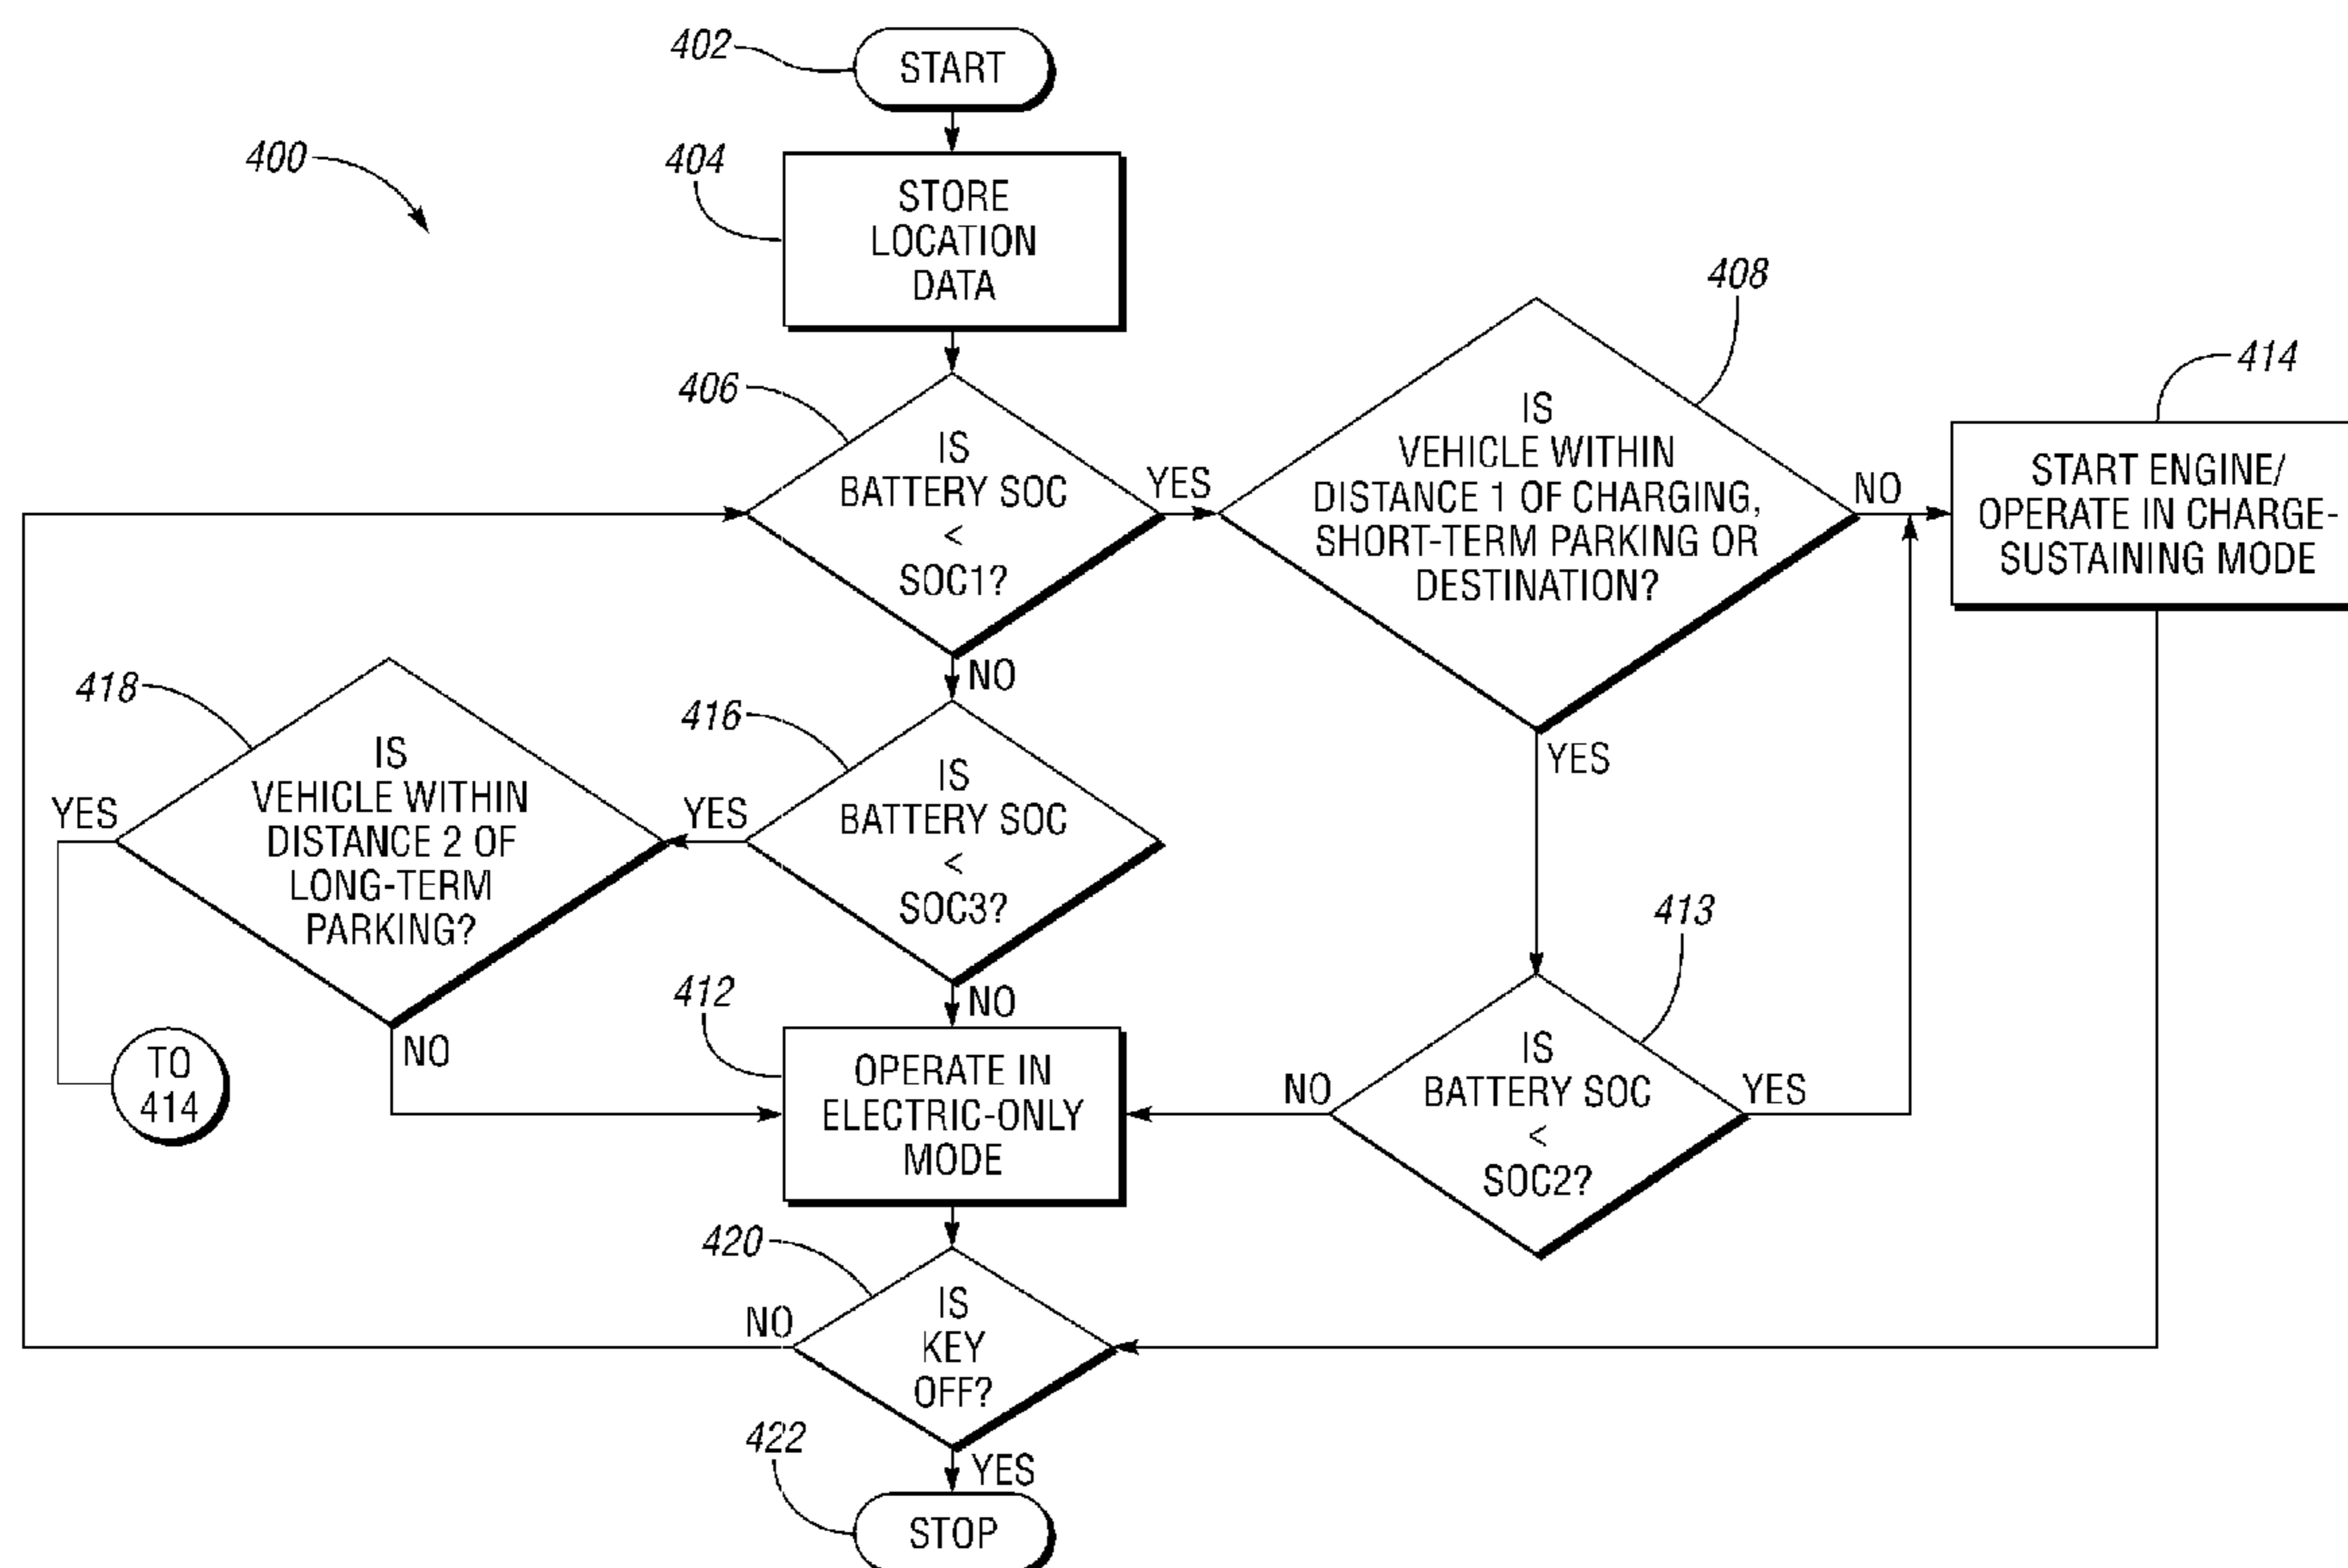 402
START
400
404
STORE
LOCATION
DATA
408
414
406
IS
BATTERY SOC
<
SOC1?
YES
IS
VEHICLE WITHIN
DISTANCE 1 OF CHARGING,
SHORT-TERM PARKING OR
DESTINATION?
NO
START ENGINE/
OPERATE IN CHARGE-
SUSTAINING MODE
NO
418
416
YES
IS
VEHICLE WITHIN
DISTANCE 2 OF
LONG-TERM
PARKING?
YES
IS
BATTERY SOC
<
SOC3?
YES
413
412
NO
NO
TO
414
OPERATE IN
ELECTRIC-ONLY
MODE
NO
IS
BATTERY SOC
<
SOC2?
YES
420
NO
IS
KEY
OFF?
422
YES
STOP